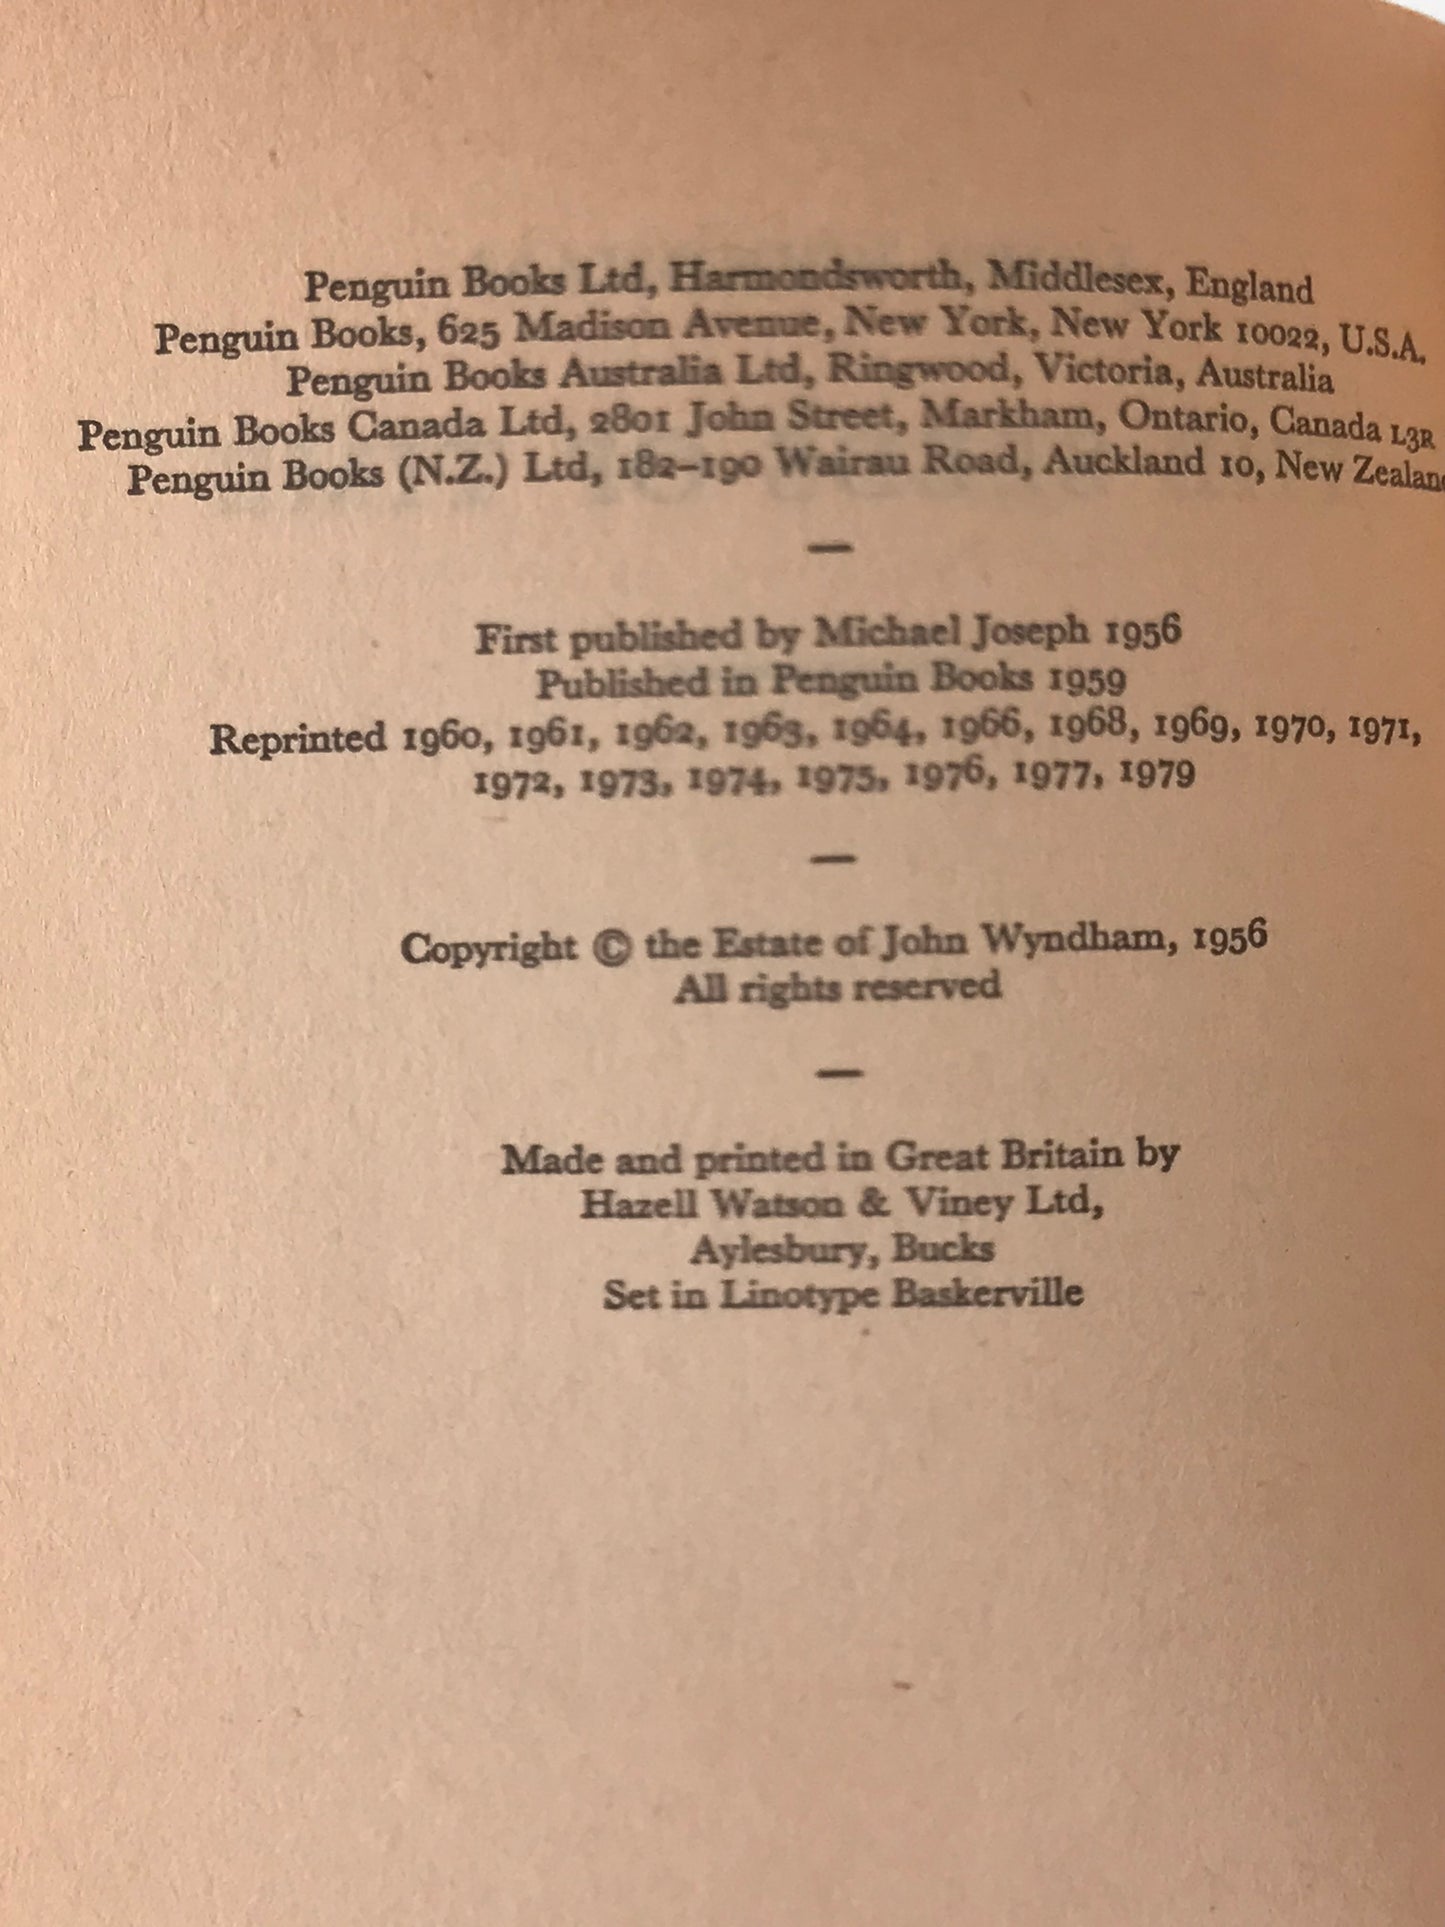 Penguin Books Ltd, Harmondsworth, Middlesex, England
Penguin Books, 625 Madison Avenue, New York, New York 10022, U.S.A.
Penguin Books Australia Ltd, Ringwood, Victoria, Australia
Penguin Books Canada Ltd, 2801 John Street, Markham, Ontario, Canada L3R
Penguin Books (N.Z.) Ltd, 182–190 Wairau Road, Auckland 10, New Zealand
—
First published by Michael Joseph 1956
Published in Penguin Books 1959
Reprinted 1960, 1961, 1962, 1963, 1964, 1966, 1968, 1969, 1970, 1971,
1972, 1973, 1974, 1975, 1976, 1977, 1979
—
Copyright © the Estate of John Wyndham, 1956
All rights reserved
—
Made and printed in Great Britain by
Hazell Watson & Viney Ltd,
Aylesbury, Bucks
Set in Linotype Baskerville